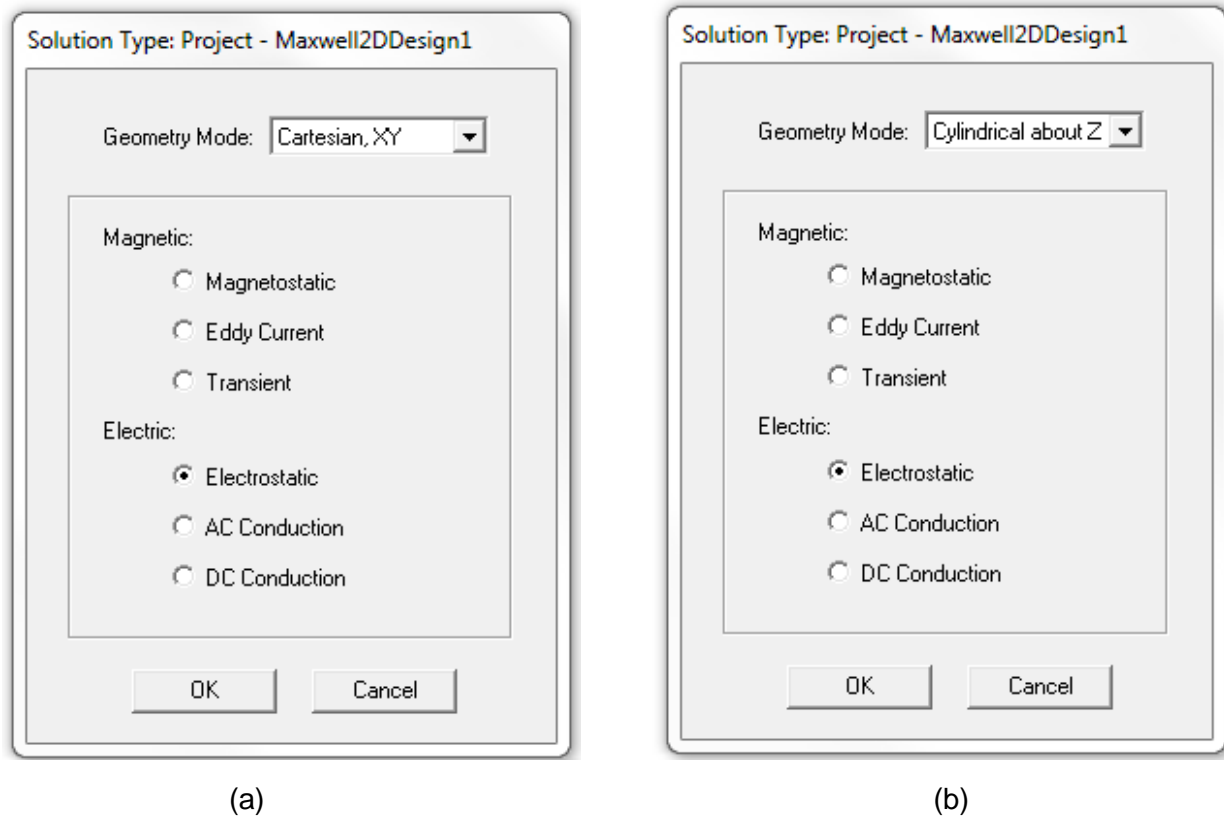 Solution Type: Project - Maxwell2DDesign1
Geometry Mode: Cartesian, XY
Magnetic:
Magnetostatic
Eddy Current
Transient
Electric:
Electrostatic
AC Conduction
DC Conduction
OK Cancel
(a)
Solution Type: Project - Maxwell2DDesign1
Geometry Mode: Cylindrical about Z
Magnetic:
Magnetostatic
Eddy Current
Transient
Electric:
Electrostatic
AC Conduction
DC Conduction
OK Cancel
(b)